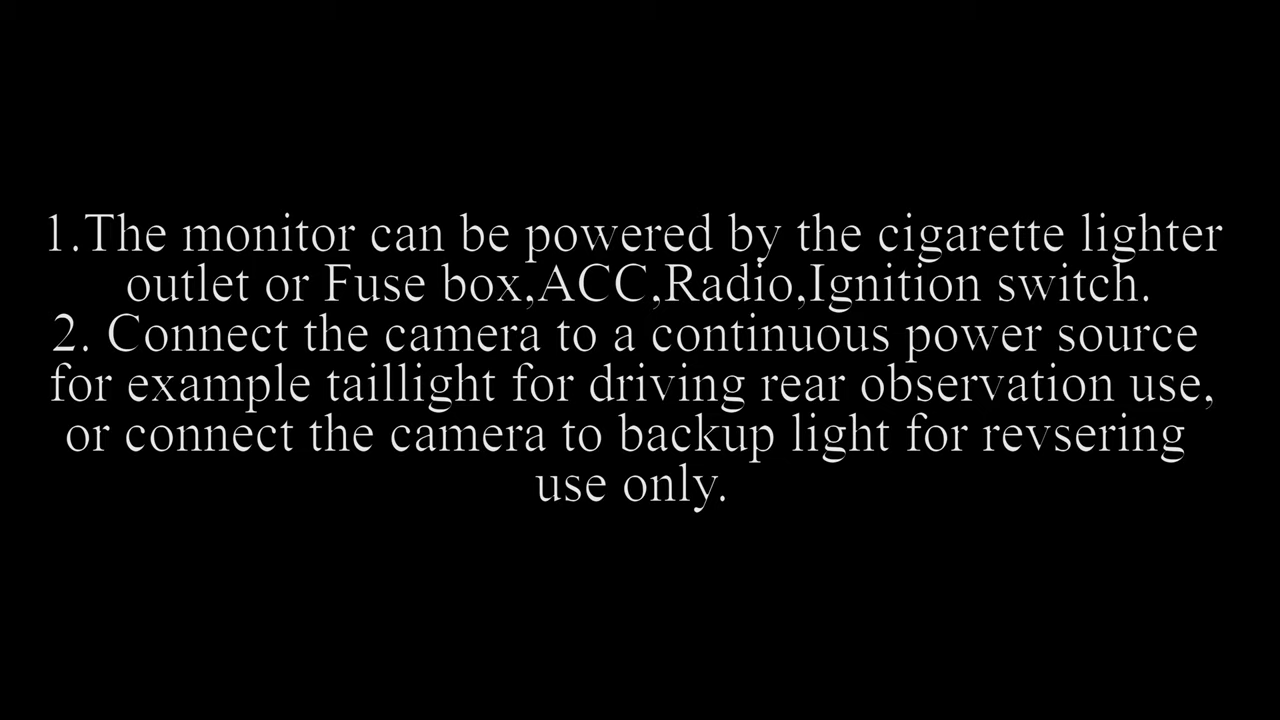 1.The monitor can be powered by the cigarette lighter
outlet or Fuse box,ACC,Radio,Ignition switch.
2. Connect the camera to a continuous power source
for example taillight for driving rear observation use,
or connect the camera to backup light for revsering
use only.